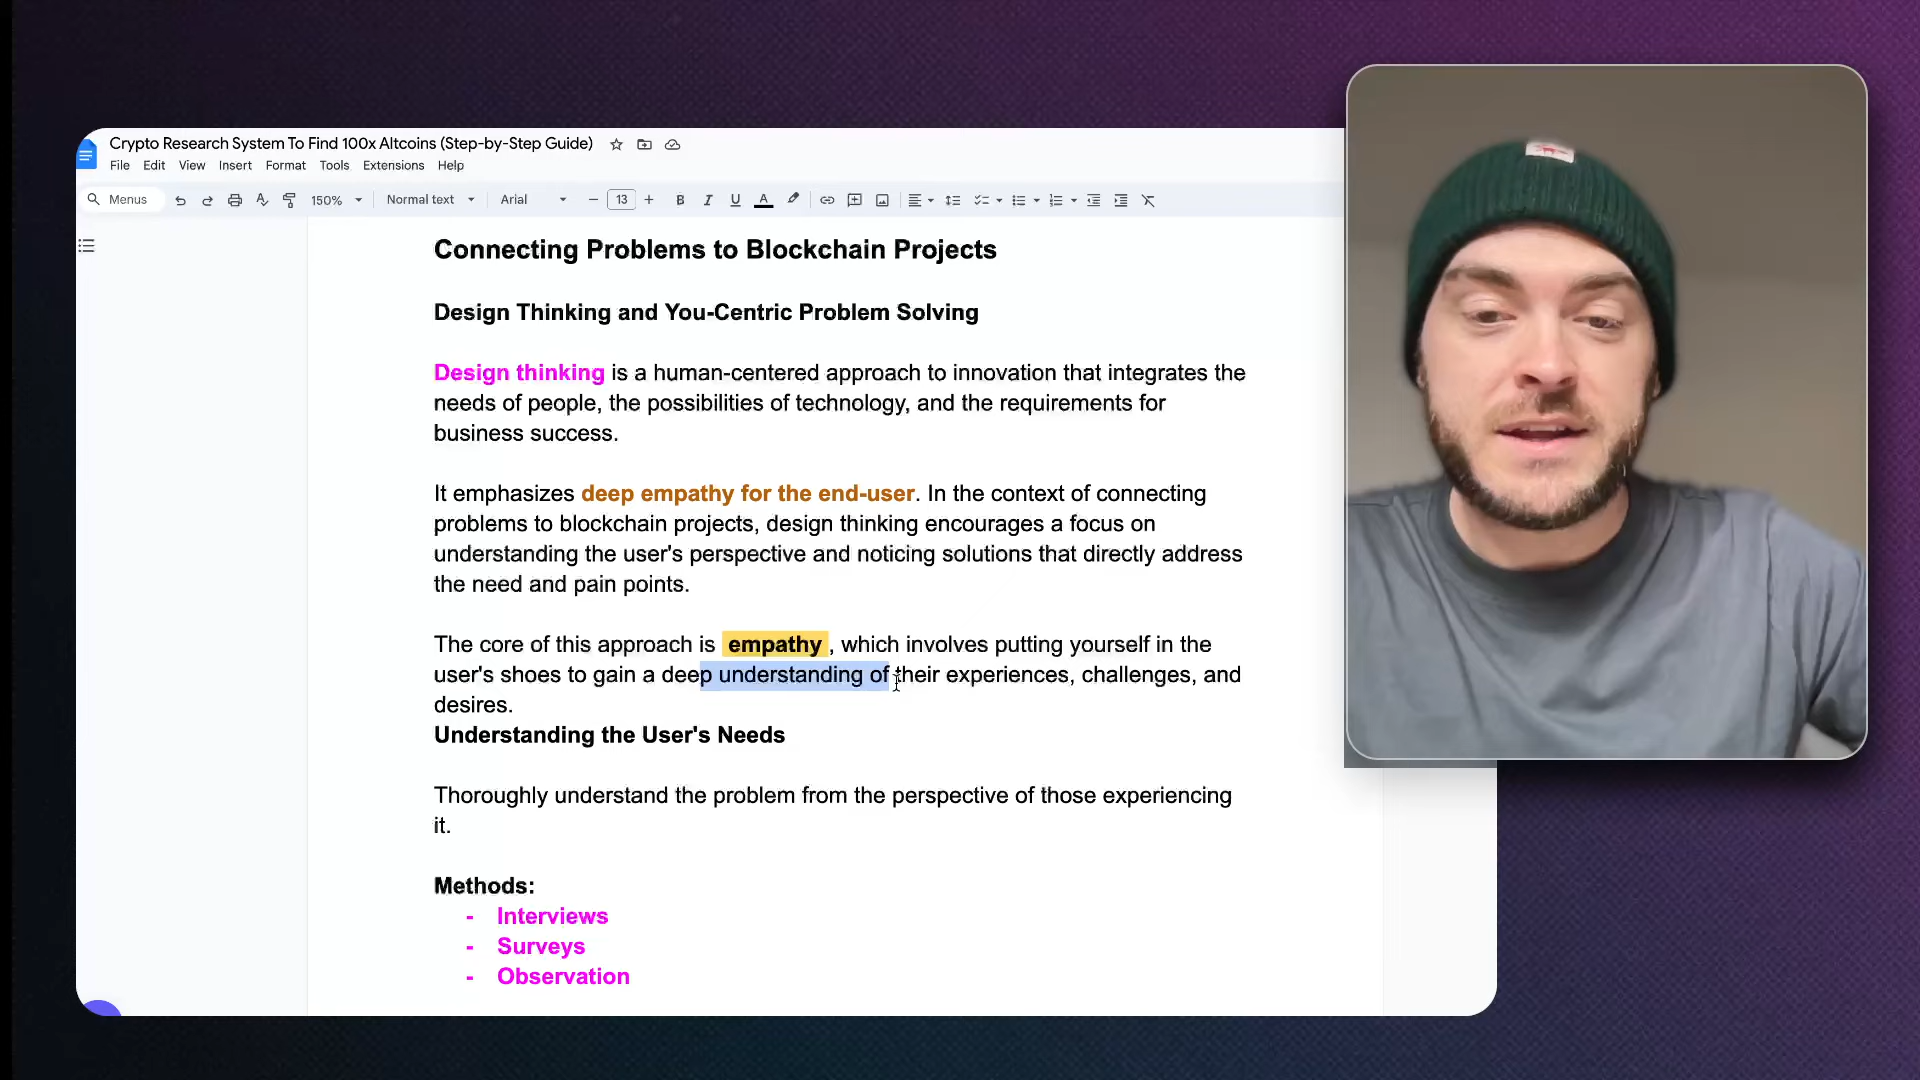 Crypto Research System To Find 100x Altcoins (Step-by-Step Guide)
File Edit View Insert Format Tools Extensions Help
Menus 150% Normal text Arial 13 B I U A
Connecting Problems to Blockchain Projects
Design Thinking and You-Centric Problem Solving
Design thinking is a human-centered approach to innovation that integrates the
needs of people, the possibilities of technology, and the requirements for
business success.
It emphasizes deep empathy for the end-user. In the context of connecting
problems to blockchain projects, design thinking encourages a focus on
understanding the user's perspective and noticing solutions that directly address
the need and pain points.
The core of this approach is empathy , which involves putting yourself in the
user's shoes to gain a deep understanding of their experiences, challenges, and
desires.
Understanding the User's Needs
Thoroughly understand the problem from the perspective of those experiencing
it.
Methods:
- Interviews
- Surveys
- Observation